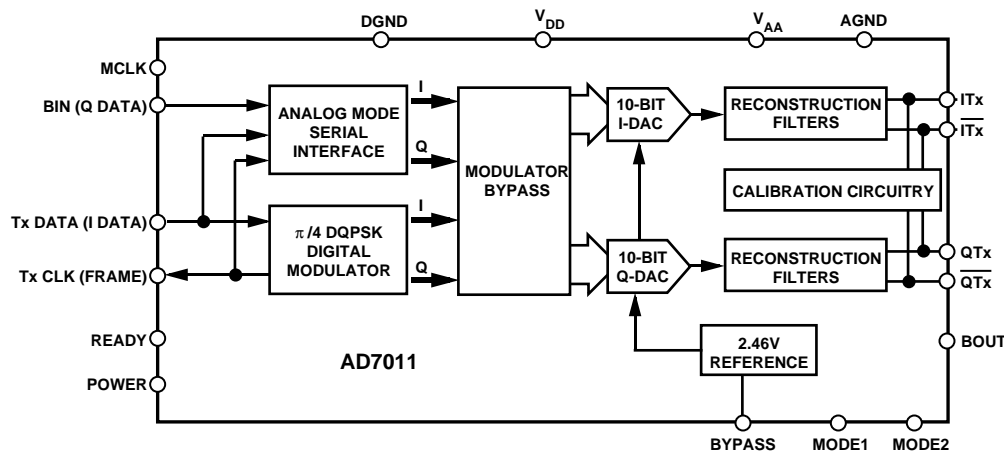 DGND
VDD
VAA
AGND
MCLK
BIN (Q DATA)
Tx DATA (I DATA)
Tx CLK (FRAME)
READY
POWER
ANALOG MODE
SERIAL
INTERFACE
I
Q
π/4 DQPSK
DIGITAL
MODULATOR
I
Q
MODULATOR
BYPASS
10-BIT
I-DAC
10-BIT
Q-DAC
RECONSTRUCTION
FILTERS
CALIBRATION CIRCUITRY
RECONSTRUCTION
FILTERS
2.46V
REFERENCE
AD7011
ITx
ITx
QTx
QTx
BOUT
BYPASS
MODE1
MODE2